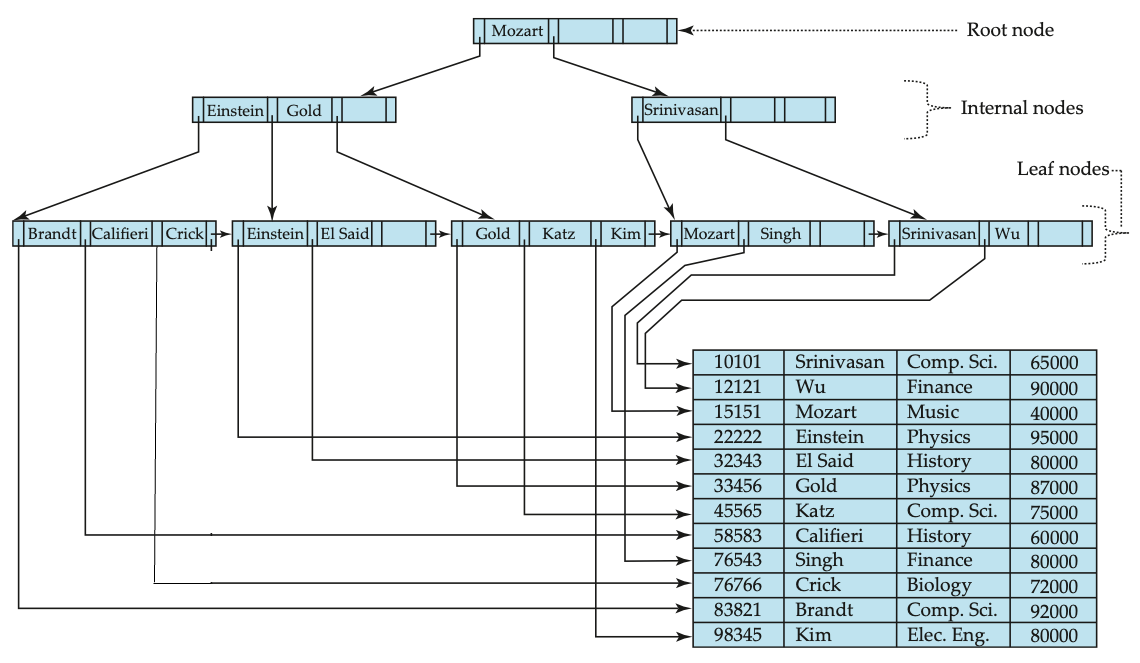 Mozart
Root node
Einstein Gold
Srinivasan
Internal nodes
Leaf nodes
Brandt Califieri Crick
Einstein El Said
Gold Katz Kim
Mozart Singh
Srinivasan Wu
10101 Srinivasan Comp. Sci. 65000
12121 Wu Finance 90000
15151 Mozart Music 40000
22222 Einstein Physics 95000
32343 El Said History 80000
33456 Gold Physics 87000
45565 Katz Comp. Sci. 75000
58583 Califieri History 60000
76543 Singh Finance 80000
76766 Crick Biology 72000
83821 Brandt Comp. Sci. 92000
98345 Kim Elec. Eng. 80000